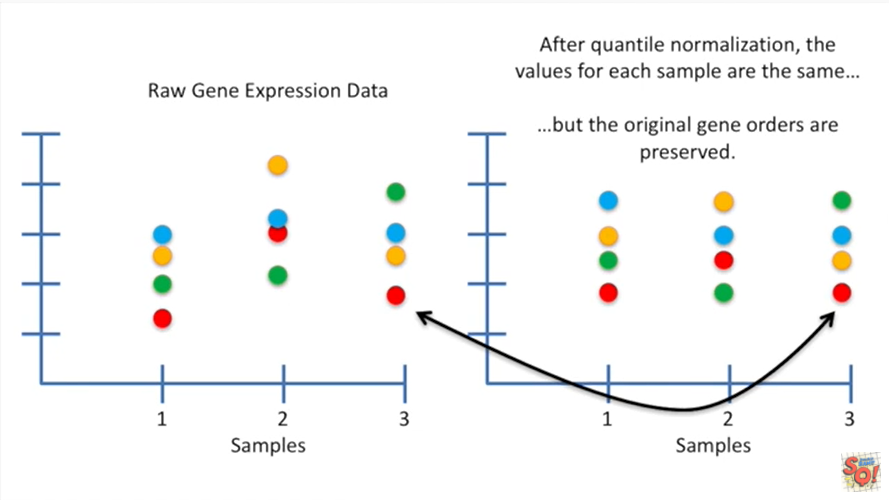 After quantile normalization, the
values for each sample are the same...
Raw Gene Expression Data
...but the original gene orders are
preserved.
1
2
3
Samples
1
2
3
Samples
SQ!